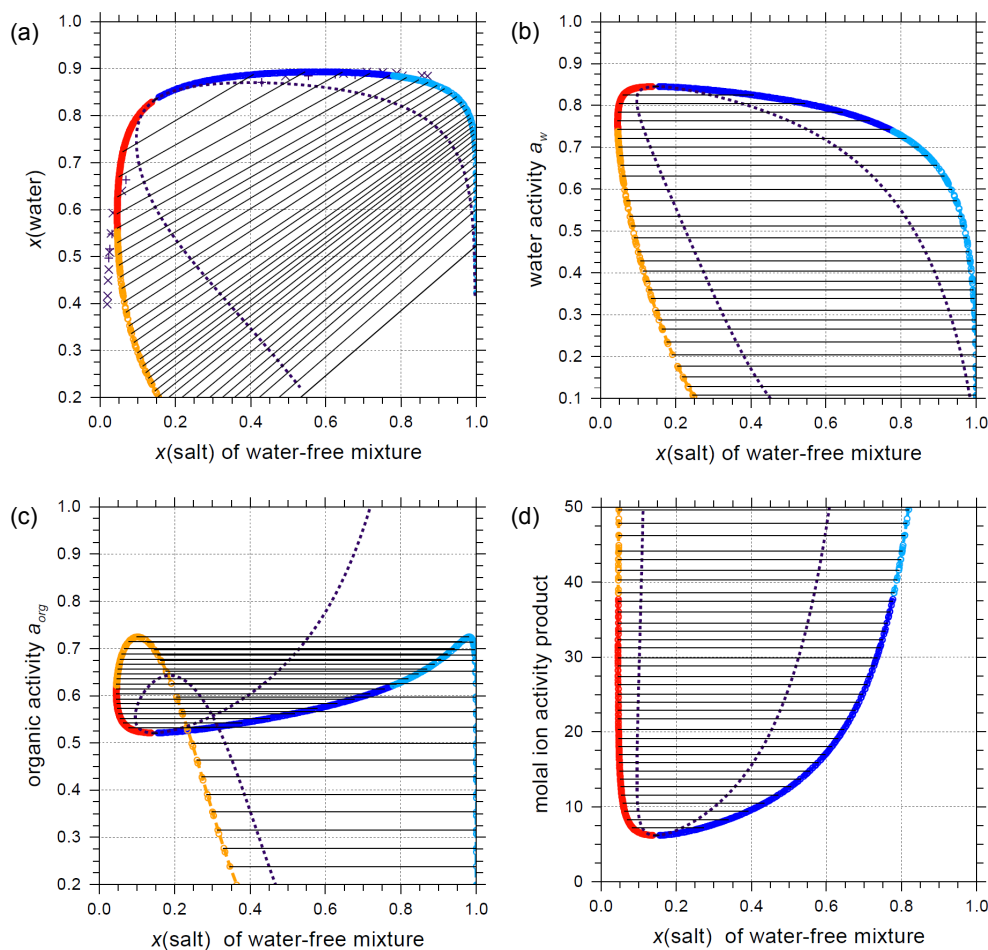 (a)
x(water)
1.0
0.9
0.8
0.7
0.6
0.5
0.4
0.3
0.2
0.0 0.2 0.4 0.6 0.8 1.0
x(salt) of water-free mixture
(b)
water activity aw
1.0
0.9
0.8
0.7
0.6
0.5
0.4
0.3
0.2
0.1
0.0 0.2 0.4 0.6 0.8 1.0
x(salt) of water-free mixture
(c)
organic activity aorg
1.0
0.9
0.8
0.7
0.6
0.5
0.4
0.3
0.2
0.0 0.2 0.4 0.6 0.8 1.0
x(salt) of water-free mixture
(d)
molal ion activity product
50
40
30
20
10
0
0.0 0.2 0.4 0.6 0.8 1.0
x(salt) of water-free mixture